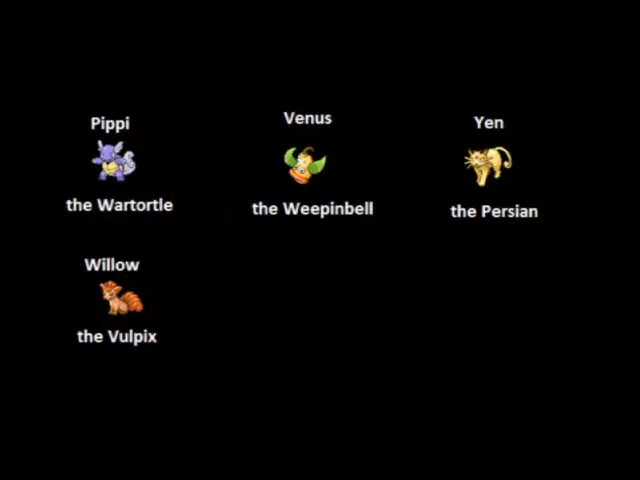 Pippi
the Wartortle
Venus
the Weepinbell
Yen
the Persian
Willow
the Vulpix